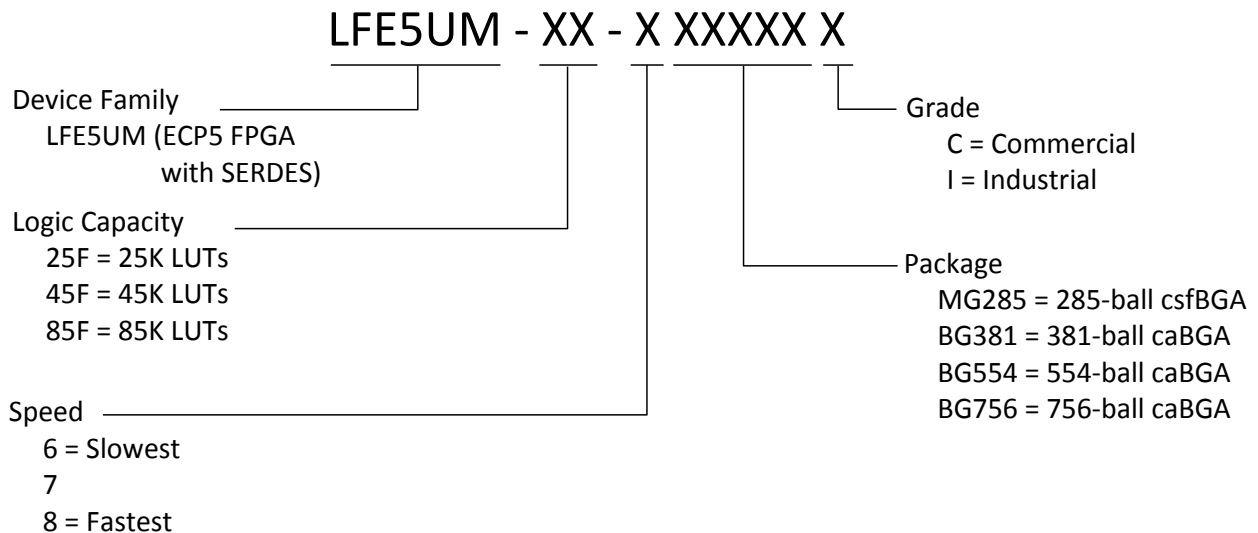 LFE5UM - XX - X XXXXX X
Device Family
LFE5UM (ECP5 FPGA
with SERDES)
Logic Capacity
25F = 25K LUTs
45F = 45K LUTs
85F = 85K LUTs
Speed
6 = Slowest
7
8 = Fastest
Grade
C = Commercial
I = Industrial
Package
MG285 = 285-ball csfBGA
BG381 = 381-ball caBGA
BG554 = 554-ball caBGA
BG756 = 756-ball caBGA